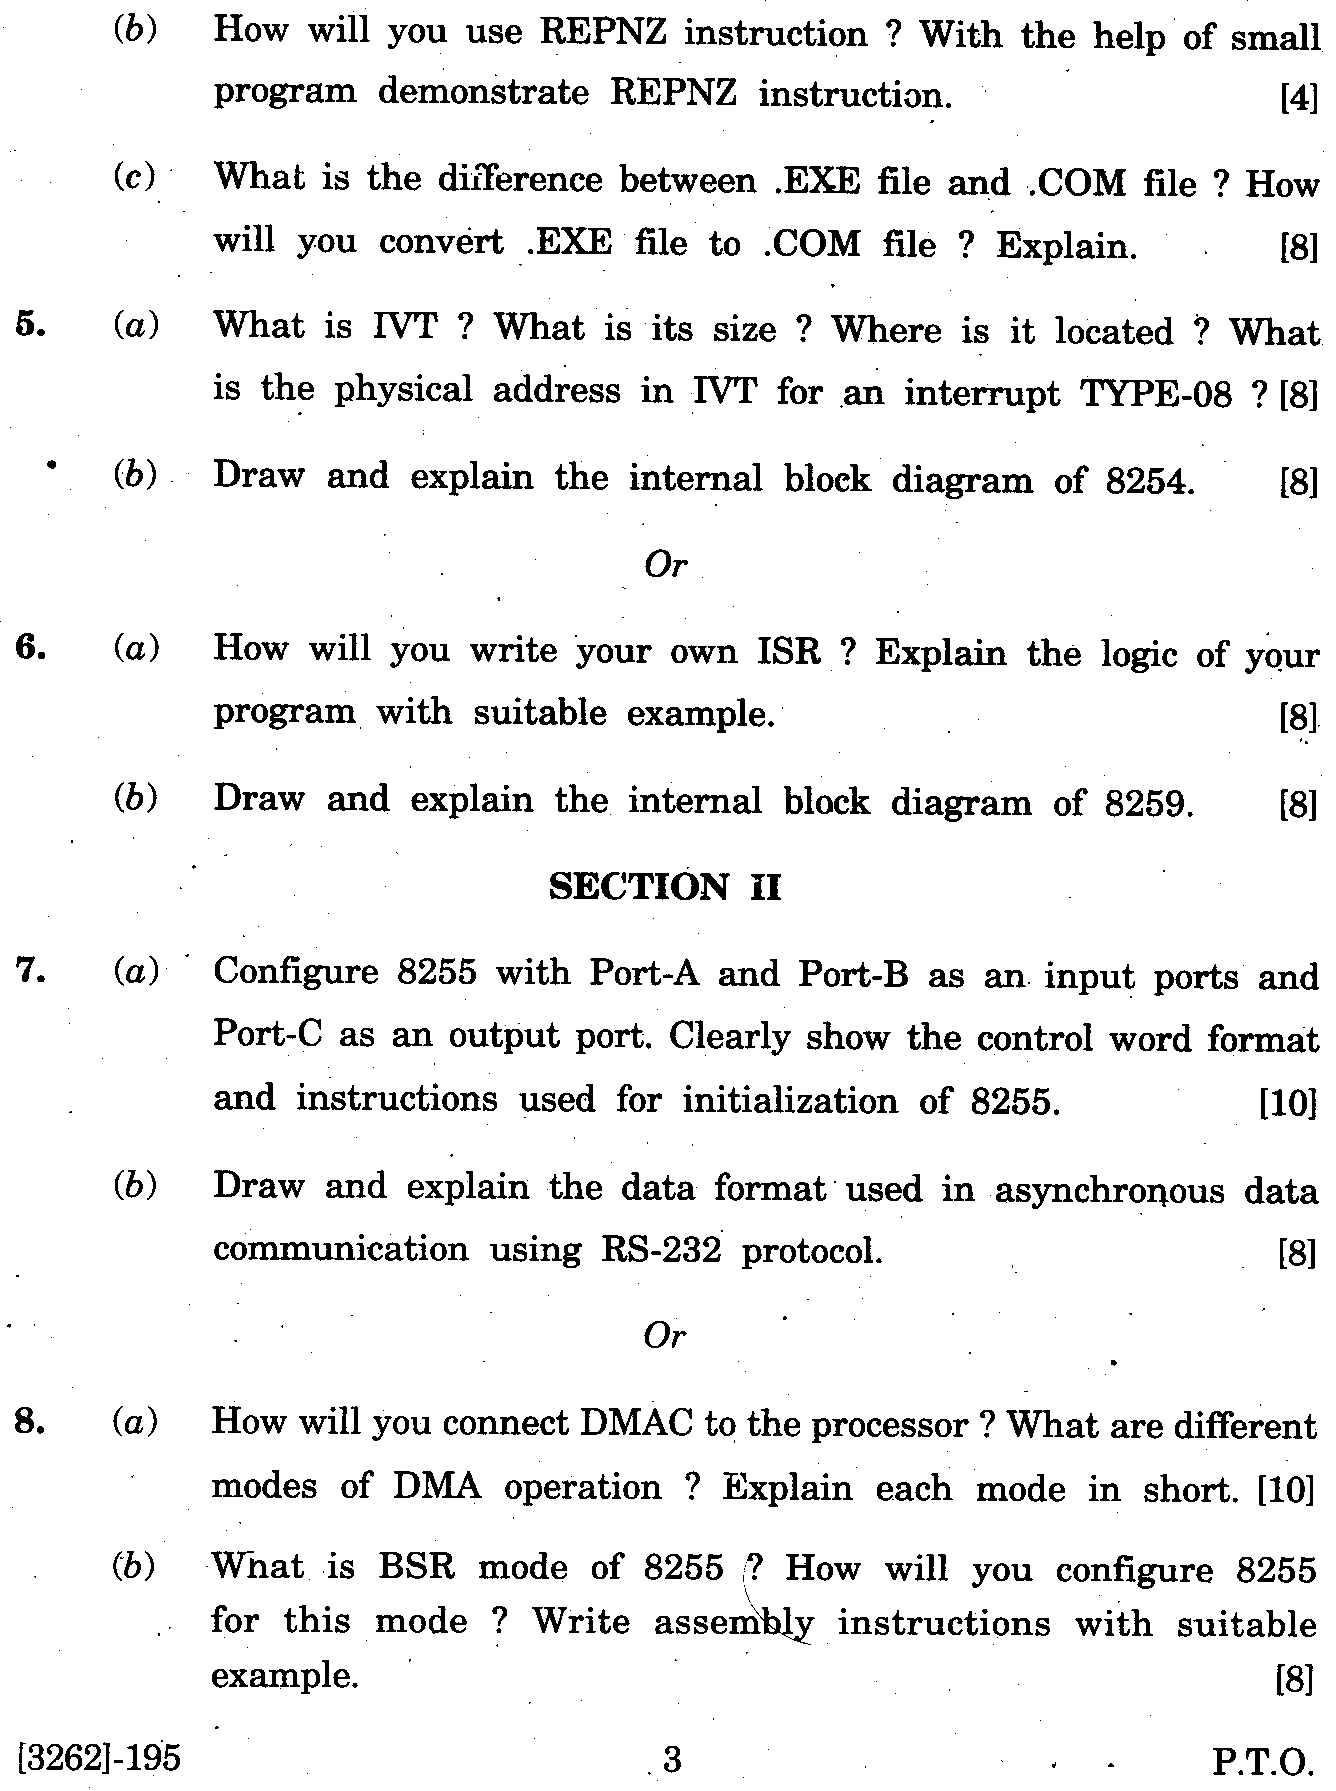 (b) How will you use REPNZ instruction ? With the help of small
program demonstrate REPNZ instruction. [4]
(c) What is the difference between .EXE file and .COM file ? How
will you convert .EXE file to .COM file ? Explain. [8]
5. (a) What is IVT ? What is its size ? Where is it located ? What
is the physical address in IVT for an interrupt TYPE-08 ? [8]
(b) Draw and explain the internal block diagram of 8254. [8]
Or
6. (a) How will you write your own ISR ? Explain the logic of your
program with suitable example. [8]
(b) Draw and explain the internal block diagram of 8259. [8]
SECTION II
7. (a) Configure 8255 with Port-A and Port-B as an input ports and
Port-C as an output port. Clearly show the control word format
and instructions used for initialization of 8255. [10]
(b) Draw and explain the data format used in asynchronous data
communication using RS-232 protocol. [8]
Or
8. (a) How will you connect DMAC to the processor ? What are different
modes of DMA operation ? Explain each mode in short. [10]
(b) What is BSR mode of 8255 ? How will you configure 8255
for this mode ? Write assembly instructions with suitable
example. [8]
[3262]-195 3 P.T.O.